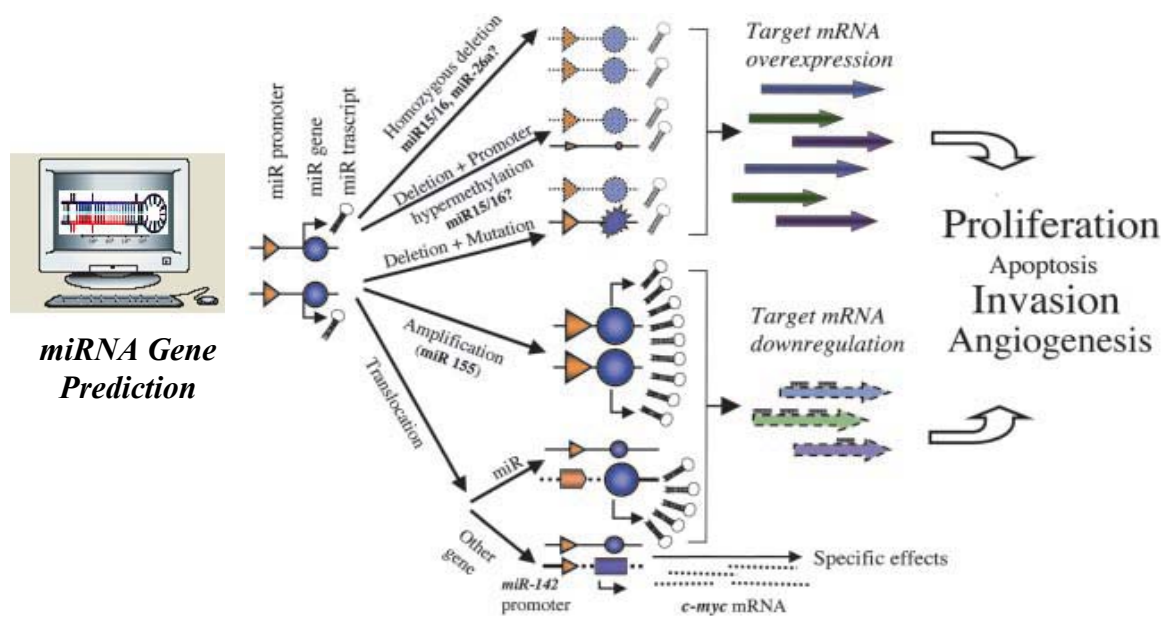 miRNA Gene
Prediction
miR promoter
miR gene
miR trascript
Homozygous deletion
miR15/16, miR-26a?
Deletion + Promoter
hypermethylation
miR15/16?
Deletion + Mutation
Amplification
(miR 155)
Translocation
miR
Other
gene
miR-142
promoter
c-myc mRNA
Specific effects
Target mRNA
overexpression
Target mRNA
downregulation
Proliferation
Apoptosis
Invasion
Angiogenesis